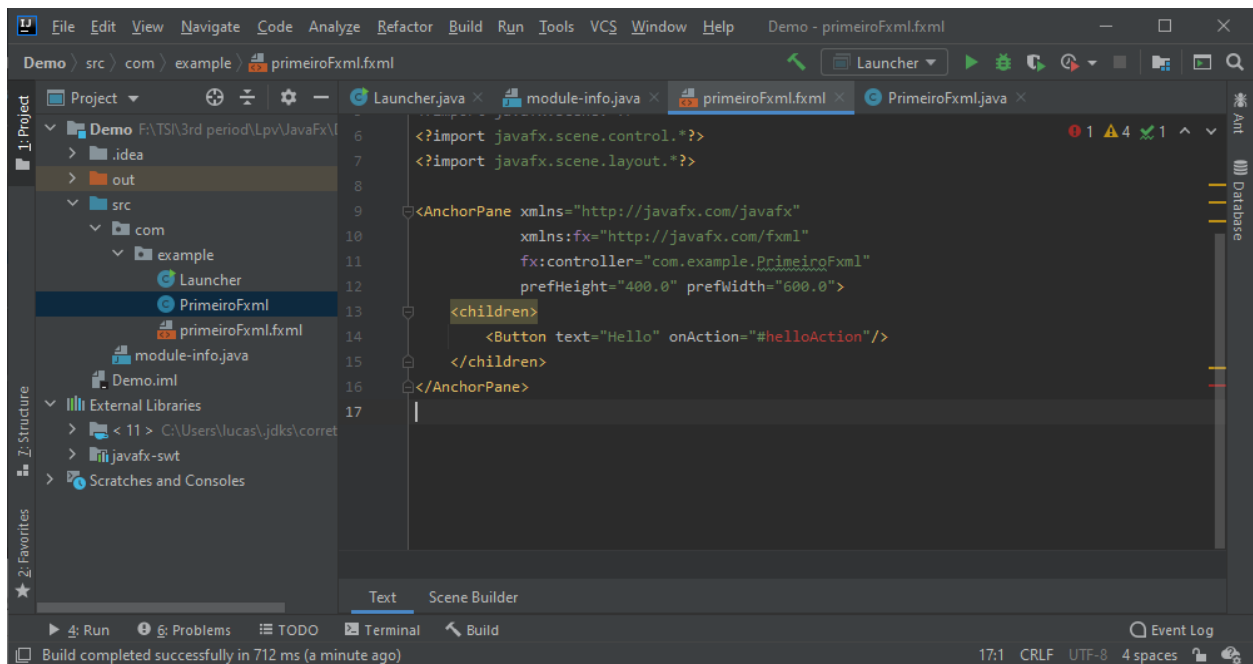 File Edit View Navigate Code Analyze Refactor Build Run Tools VCS Window Help Demo - primeiroFxml.fxml
Demo src com example primeiroFxml.fxml Launcher
1: Project
Project
Launcher.java module-info.java primeiroFxml.fxml PrimeiroFxml.java
Ant
Database
Demo F:\TSI\3rd period\Lpv\JavaFx\
.idea
out
src
com
example
Launcher
PrimeiroFxml
primeiroFxml.fxml
module-info.java
Demo.iml
External Libraries
< 11 > C:\Users\lucas\.jdks\corret
javafx-swt
Scratches and Consoles
1 4 1
6 <?import javafx.scene.control.*?>
7 <?import javafx.scene.layout.*?>
8
9 <AnchorPane xmlns="http://javafx.com/javafx"
10 xmlns:fx="http://javafx.com/fxml"
11 fx:controller="com.example.PrimeiroFxml"
12 prefHeight="400.0" prefWidth="600.0">
13 <children>
14 <Button text="Hello" onAction="#helloAction"/>
15 </children>
16 </AnchorPane>
17
Z: Structure
2: Favorites
Text Scene Builder
4: Run 6: Problems TODO Terminal Build Event Log
Build completed successfully in 712 ms (a minute ago) 17:1 CRLF UTF-8 4 spaces